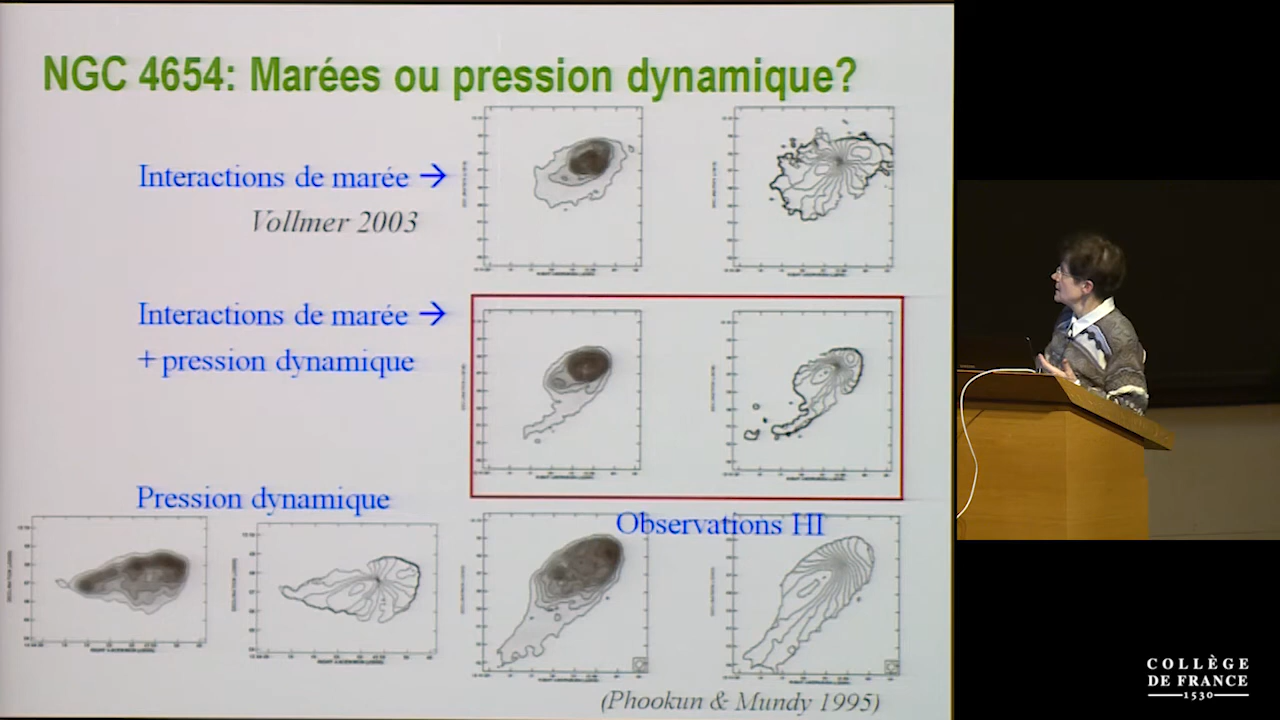 NGC 4654: Marées ou pression dynamique?
Interactions de marée →
Vollmer 2003
Interactions de marée →
+ pression dynamique
Pression dynamique
Observations HI
(Phookun & Mundy 1995)
COLLÈGE
DE FRANCE
1530